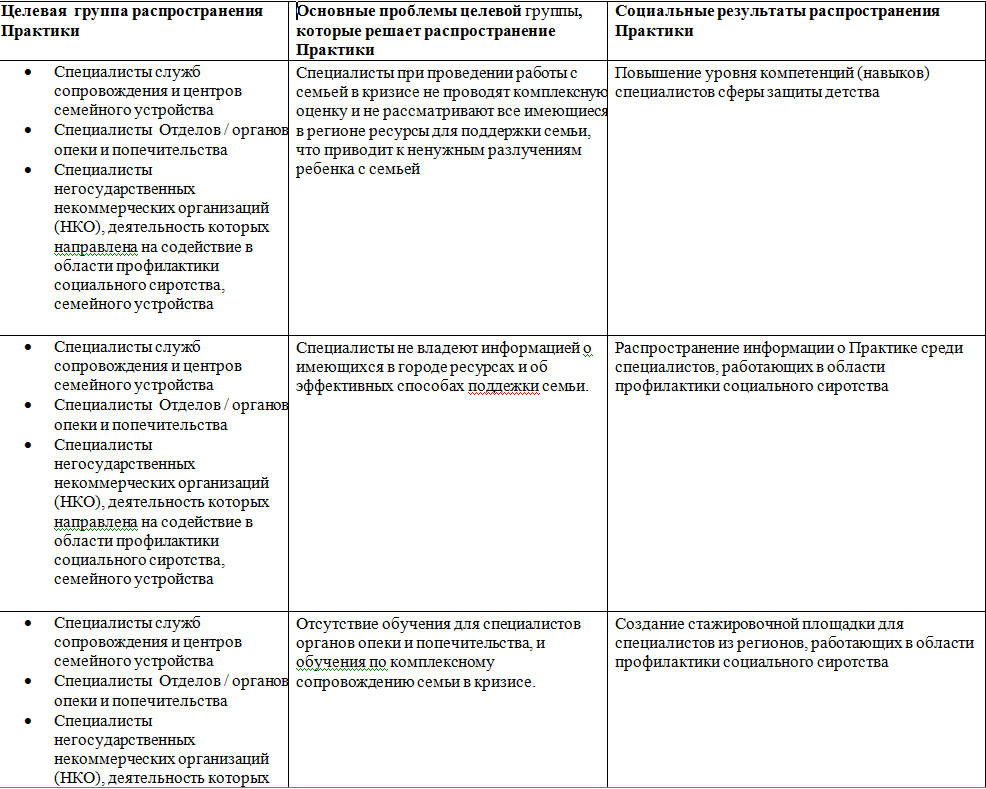 Целевая группа распространения
Практики
Основные проблемы целевой группы,
которые решает распространение
Практики
Социальные результаты распространения
Практики
• Специалисты служб
сопровождения и центров
семейного устройства
• Специалисты Отделов / органов
опеки и попечительства
• Специалисты
негосударственных
некоммерческих организаций
(НКО), деятельность которых
направлена на содействие в
области профилактики
социального сиротства,
семейного устройства
Специалисты при проведении работы с
семьей в кризисе не проводят комплексную
оценку и не рассматривают все имеющиеся
в регионе ресурсы для поддержки семьи,
что приводит к ненужным разлучениям
ребенка с семьей
Повышение уровня компетенций (навыков)
специалистов сферы защиты детства
• Специалисты служб
сопровождения и центров
семейного устройства
• Специалисты Отделов / органов
опеки и попечительства
• Специалисты
негосударственных
некоммерческих организаций
(НКО), деятельность которых
направлена на содействие в
области профилактики
социального сиротства,
семейного устройства
Специалисты не владеют информацией о
имеющихся в городе ресурсах и об
эффективных способах поддежки семьи.
Распространение информации о Практике среди
специалистов, работающих в области
профилактики социального сиротства
• Специалисты служб
сопровождения и центров
семейного устройства
• Специалисты Отделов / органов
опеки и попечительства
• Специалисты
негосударственных
некоммерческих организаций
(НКО), деятельность которых
Отсутствие обучения для специалистов
органов опеки и попечительства, и
обучения по комплексному
сопровождению семьи в кризисе.
Создание стажировочной площадки для
специалистов из регионов, работающих в области
профилактики социального сиротства